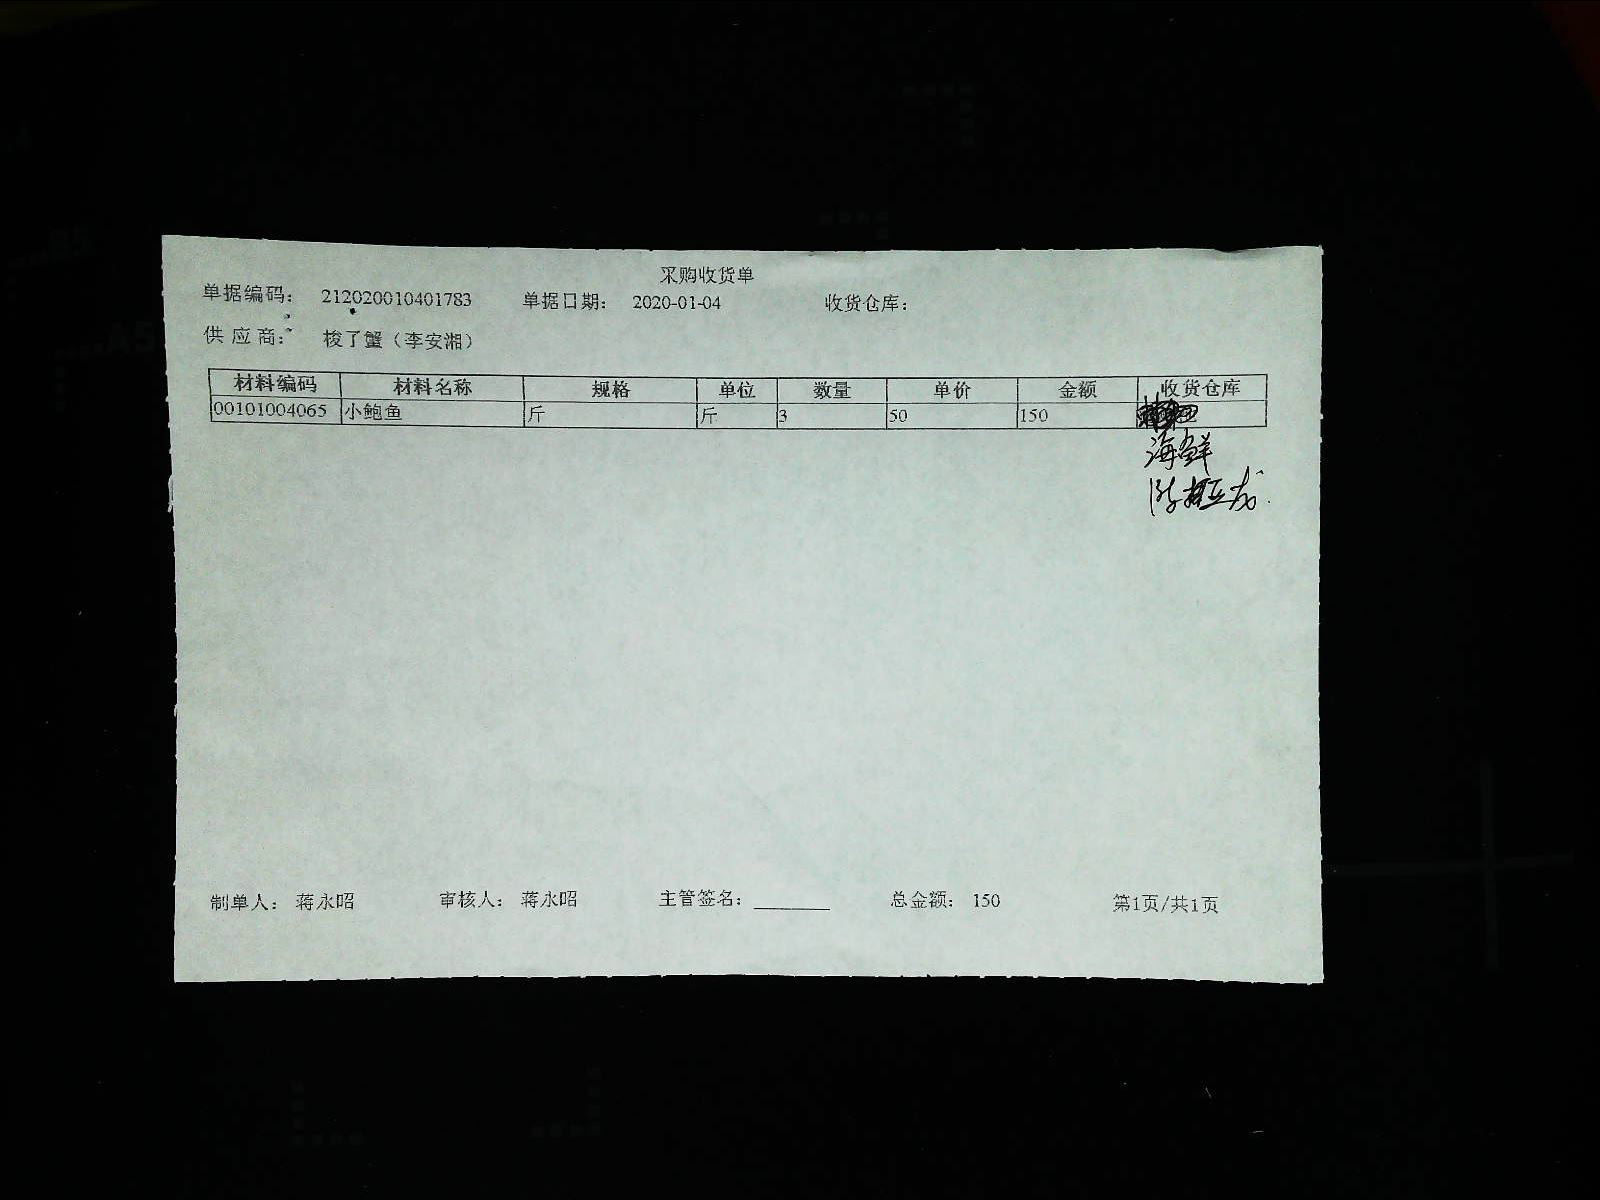 采购收货单
单据编码： 212020010401783 单据日期： 2020-01-04 收货仓库：
供应商： 梭了蟹（李安湘）
材料编码 材料名称 规格 单位 数量 单价 金额 收货仓库
00101004065 小鲍鱼 斤 斤 3 50 150
海鲜
制单人： 蒋永昭 审核人： 蒋永昭 主管签名： 总金额： 150 第1页/共1页